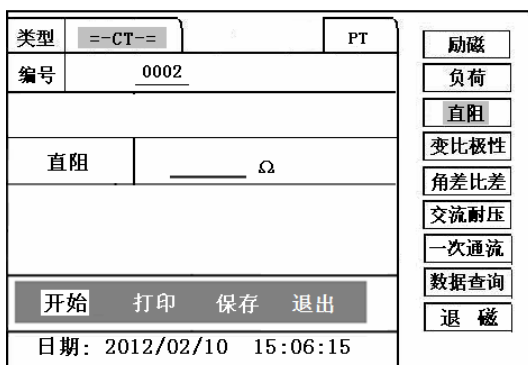 类型 =-CT-= PT
编号 0002
直阻 Ω
开始 打印 保存 退出
日期: 2012/02/10 15:06:15
励磁
负荷
直阻
变比极性
角差比差
交流耐压
一次通流
数据查询
退 磁